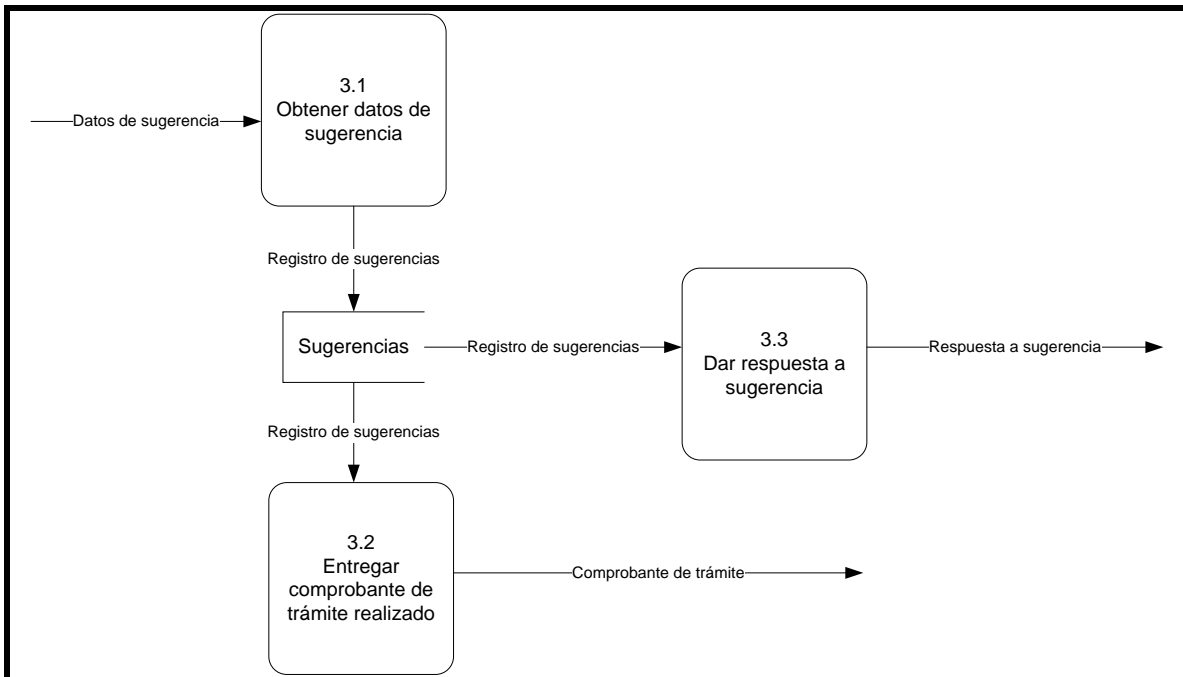 3.1
Obtener datos de
sugerencia
Datos de sugerencia
Registro de sugerencias
Sugerencias
Registro de sugerencias
3.3
Dar respuesta a
sugerencia
Respuesta a sugerencia
Registro de sugerencias
3.2
Entregar
comprobante de
trámite realizado
Comprobante de trámite